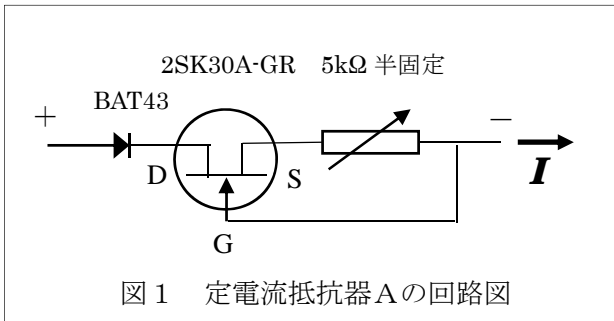 2SK30A-GR 5kΩ 半固定
BAT43
+ −
D S I
G
図1 定電流抵抗器Aの回路図